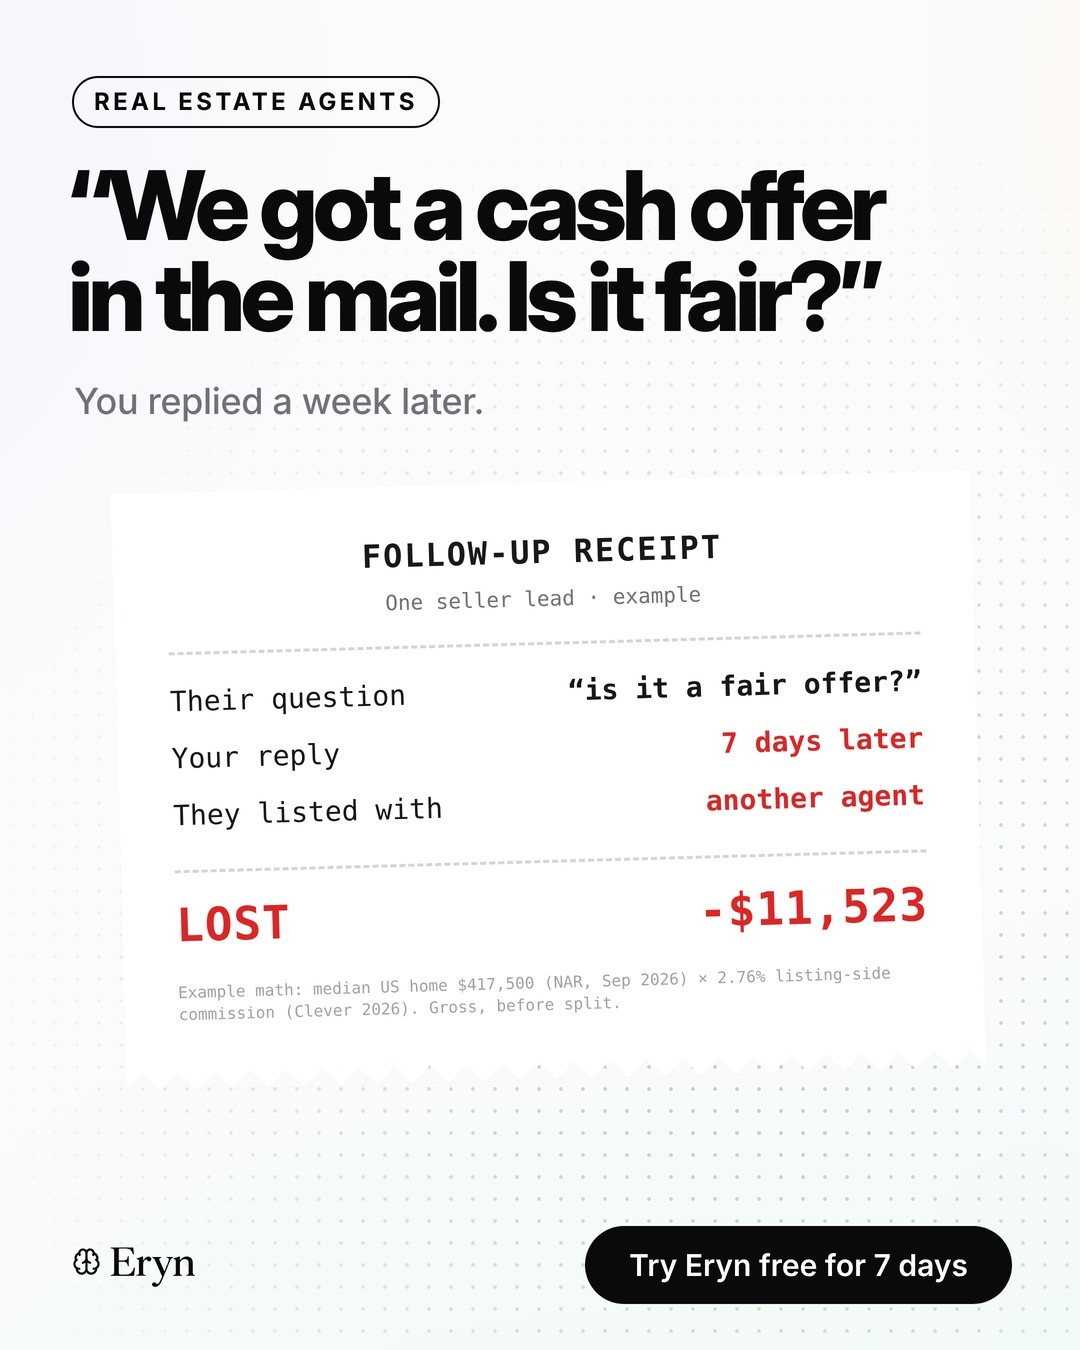 REAL ESTATE AGENTS
“We got a cash offer
in the mail. Is it fair?”
You replied a week later.
FOLLOW-UP RECEIPT
One seller lead · example
Their question “is it a fair offer?”
Your reply 7 days later
They listed with another agent
LOST -$11,523
Example math: median US home $417,500 (NAR, Sep 2026) × 2.76% listing-side
commission (Clever 2026). Gross, before split.
Eryn
Try Eryn free for 7 days